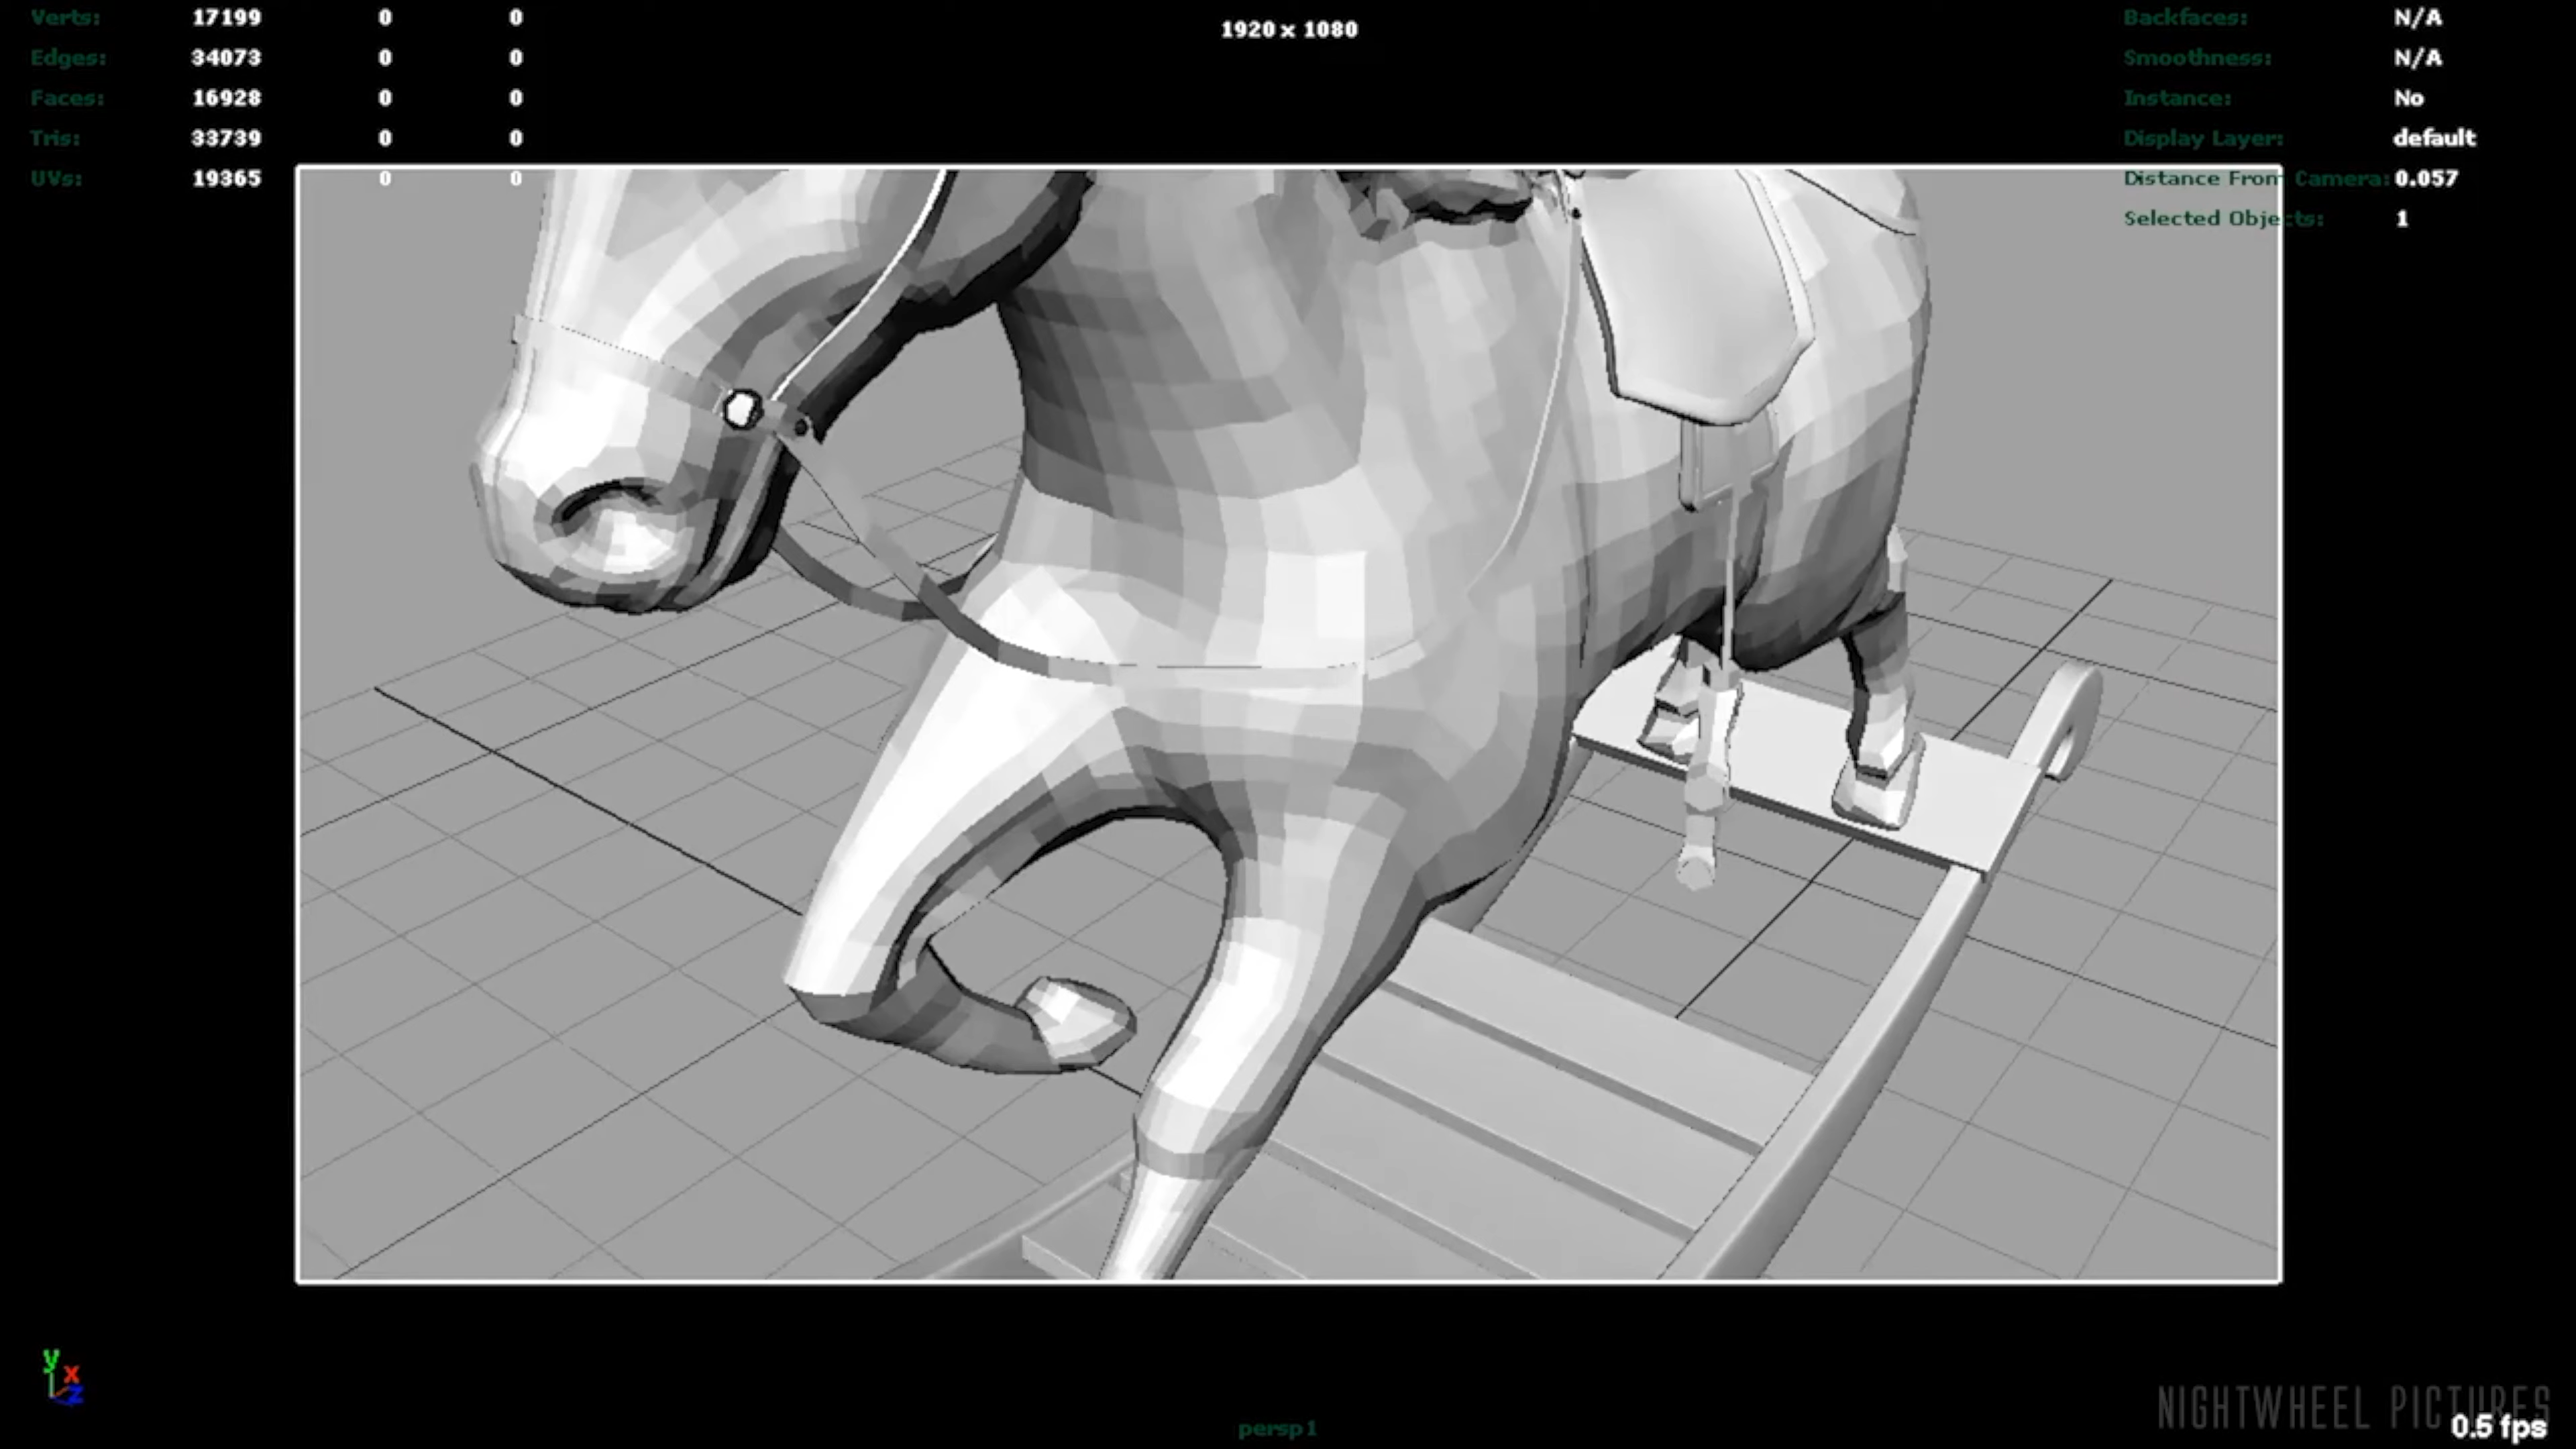 Verts: 17199 0 0
Edges: 34073 0 0
Faces: 16928 0 0
Tris: 33739 0 0
UVs: 19365 0 0
1920 x 1080
Backfaces: N/A
Smoothness: N/A
Instance: No
Display Layer: default
Distance From Camera: 0.057
Selected Objects: 1
y
x
z
persp1
NIGHTWHEEL PICTURES
0.5 fps